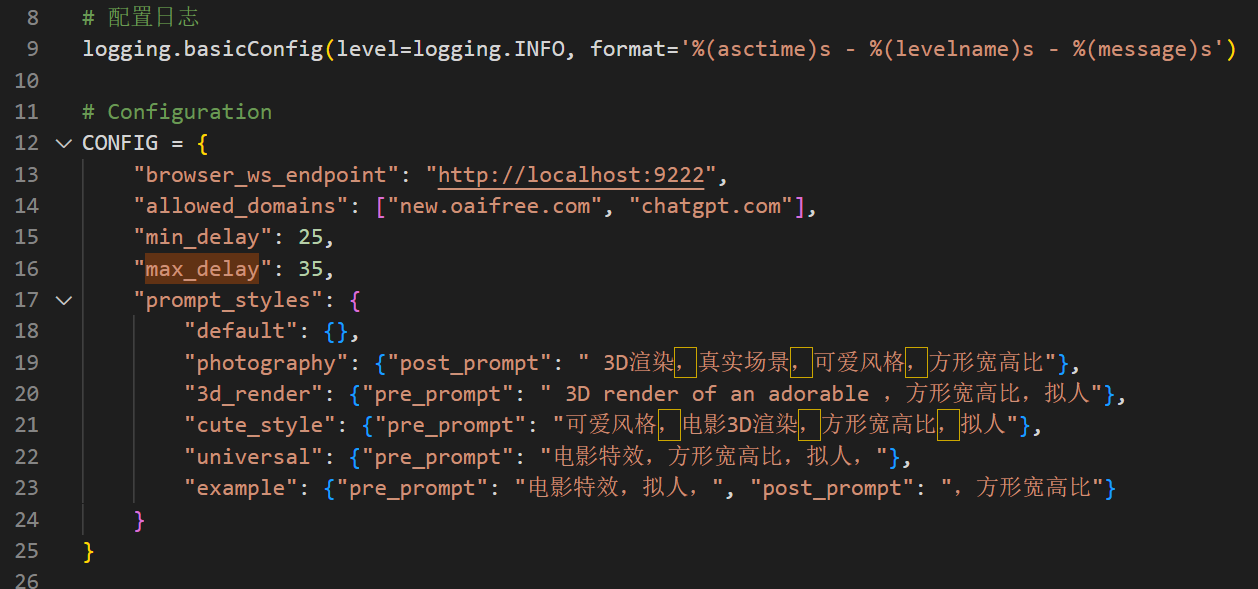 8 # 配置日志
9 logging.basicConfig(level=logging.INFO, format='%(asctime)s - %(levelname)s - %(message)s')
10
11 # Configuration
12 CONFIG = {
13     "browser_ws_endpoint": "http://localhost:9222",
14     "allowed_domains": ["new.oaifree.com", "chatgpt.com"],
15     "min_delay": 25,
16     "max_delay": 35,
17     "prompt_styles": {
18         "default": {},
19         "photography": {"post_prompt": " 3D渲染，真实场景，可爱风格，方形宽高比"},
20         "3d_render": {"pre_prompt": " 3D render of an adorable ，方形宽高比，拟人"},
21         "cute_style": {"pre_prompt": "可爱风格，电影3D渲染，方形宽高比，拟人"},
22         "universal": {"pre_prompt": "电影特效，方形宽高比，拟人，"},
23         "example": {"pre_prompt": "电影特效，拟人，", "post_prompt": "，方形宽高比"}
24     }
25 }
26